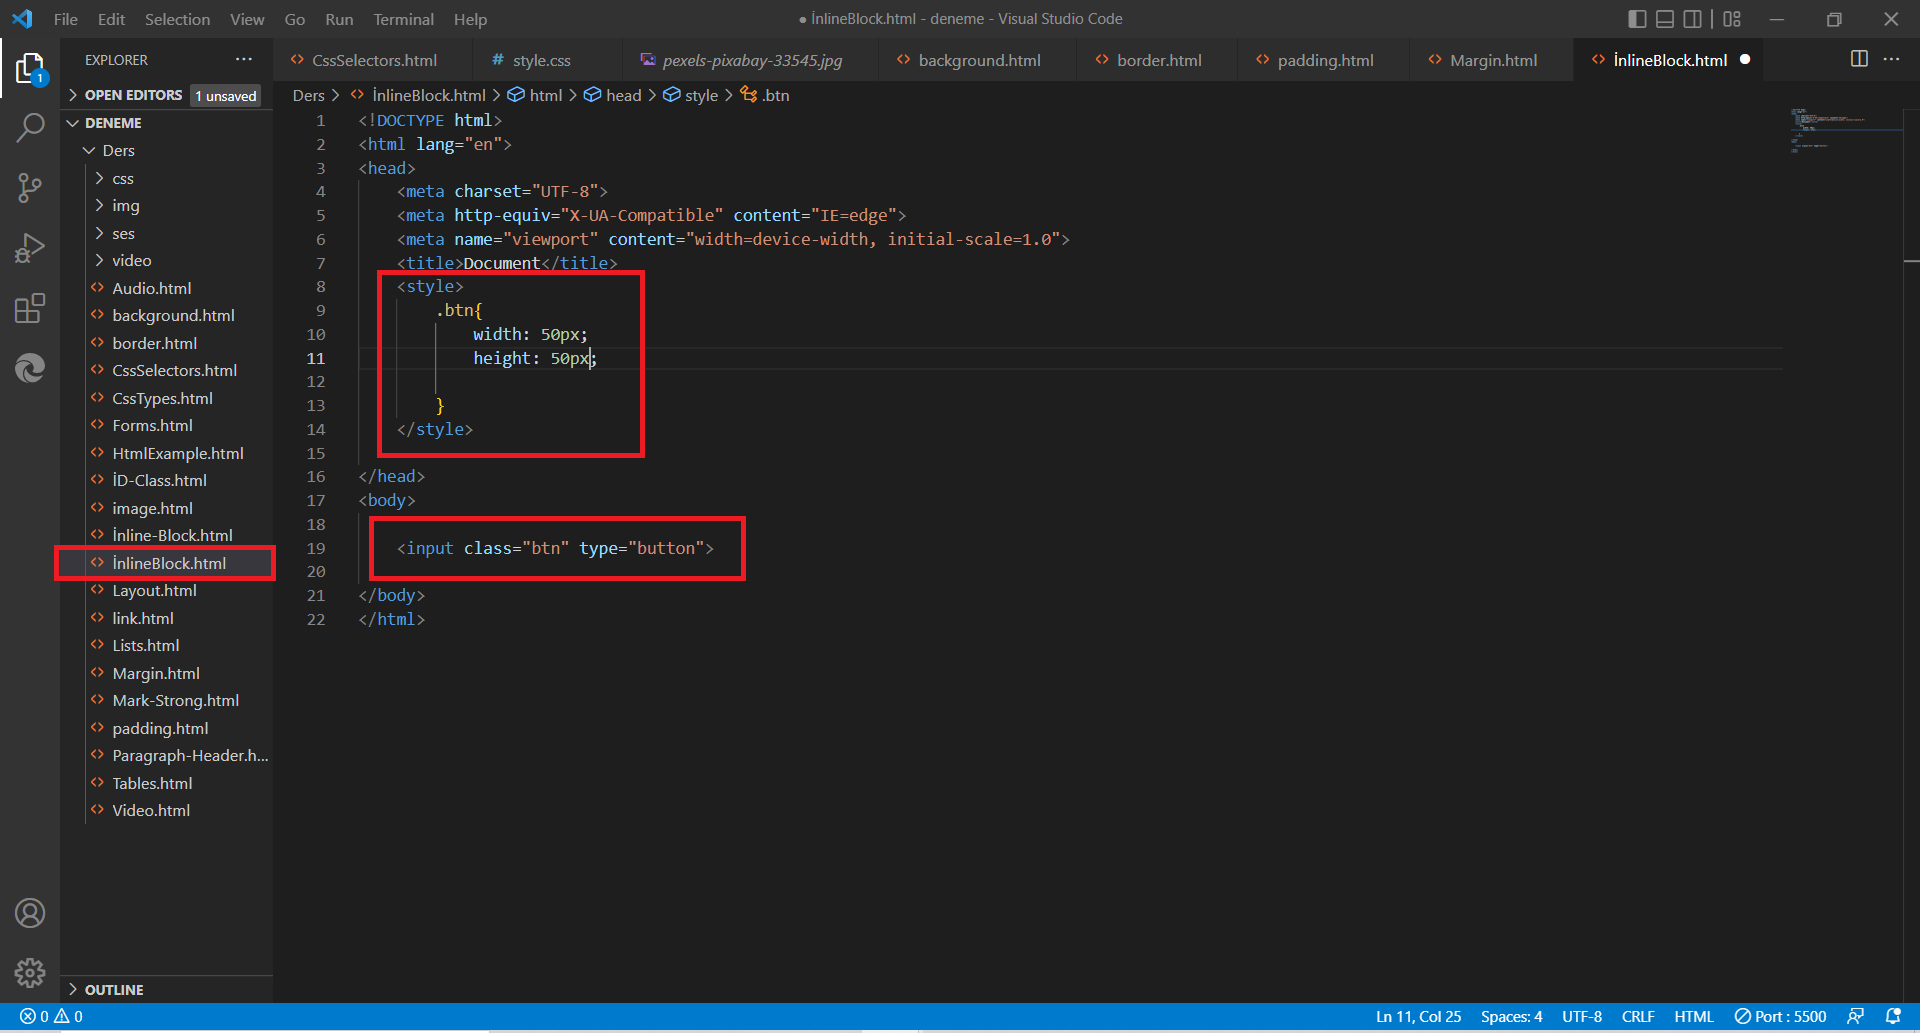 File Edit Selection View Go Run Terminal Help
● İnlineBlock.html - deneme - Visual Studio Code
EXPLORER ···
1
OPEN EDITORS 1 unsaved
DENEME
Ders
css
img
ses
video
Audio.html
background.html
border.html
CssSelectors.html
CssTypes.html
Forms.html
HtmlExample.html
İD-Class.html
image.html
İnline-Block.html
İnlineBlock.html
Layout.html
link.html
Lists.html
Margin.html
Mark-Strong.html
padding.html
Paragraph-Header.h...
Tables.html
Video.html
OUTLINE
CssSelectors.html # style.css pexels-pixabay-33545.jpg background.html border.html padding.html Margin.html İnlineBlock.html
Ders > İnlineBlock.html > html > head > style > .btn
1 <!DOCTYPE html>
2 <html lang="en">
3 <head>
4 <meta charset="UTF-8">
5 <meta http-equiv="X-UA-Compatible" content="IE=edge">
6 <meta name="viewport" content="width=device-width, initial-scale=1.0">
7 <title>Document</title>
8 <style>
9 .btn{
10 width: 50px;
11 height: 50px;
12
13 }
14 </style>
15
16 </head>
17 <body>
18
19 <input class="btn" type="button">
20
21 </body>
22 </html>
0 0 Ln 11, Col 25 Spaces: 4 UTF-8 CRLF HTML Port : 5500